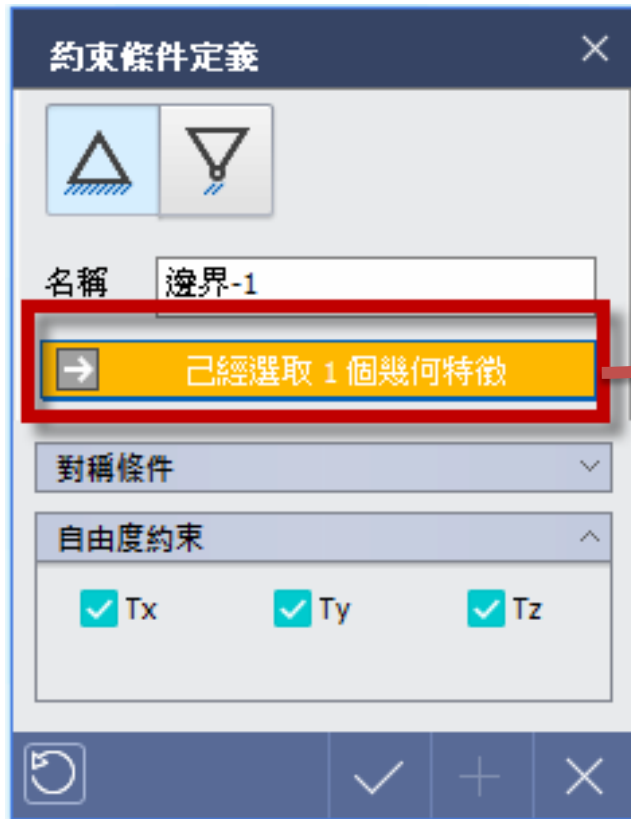 約束條件定義
名稱
邊界-1
已經選取 1 個幾何特徵
對稱條件
自由度約束
Tx Ty Tz